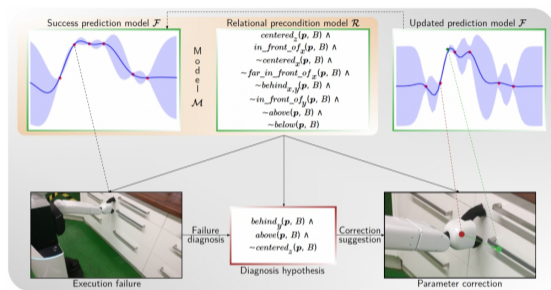 Success prediction model 𝓕
Relational precondition model 𝓡
Updated prediction model 𝓕
Model
𝓜
centered_z(p, B) ∧
in_front_of_x(p, B) ∧
~centered_x(p, B) ∧
~far_in_front_of_x(p, B) ∧
~behind_x,y(p, B) ∧
~in_front_of_y(p, B) ∧
~above(p, B) ∧
~below(p, B)
Failure
diagnosis
behind_y(p, B) ∧
above(p, B) ∧
~centered_z(p, B)
Correction
suggestion
Execution failure
Diagnosis hypothesis
Parameter correction